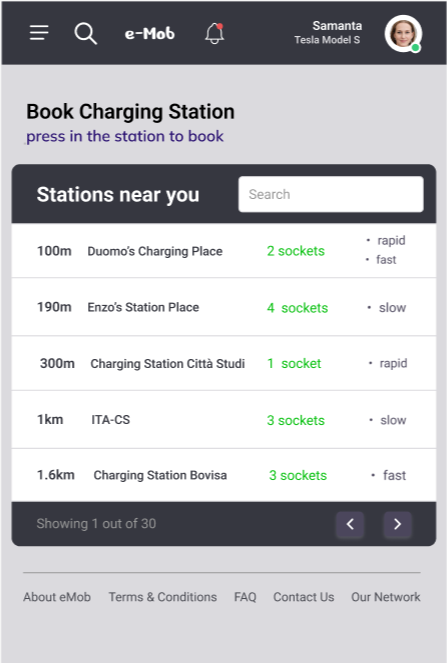 e-Mob
Samanta
Tesla Model S
Book Charging Station
press in the station to book
Stations near you
Search
100m Duomo's Charging Place 2 sockets • rapid
• fast
190m Enzo's Station Place 4 sockets • slow
300m Charging Station Città Studi 1 socket • rapid
1km ITA-CS 3 sockets • slow
1.6km Charging Station Bovisa 3 sockets • fast
Showing 1 out of 30
About eMob Terms & Conditions FAQ Contact Us Our Network